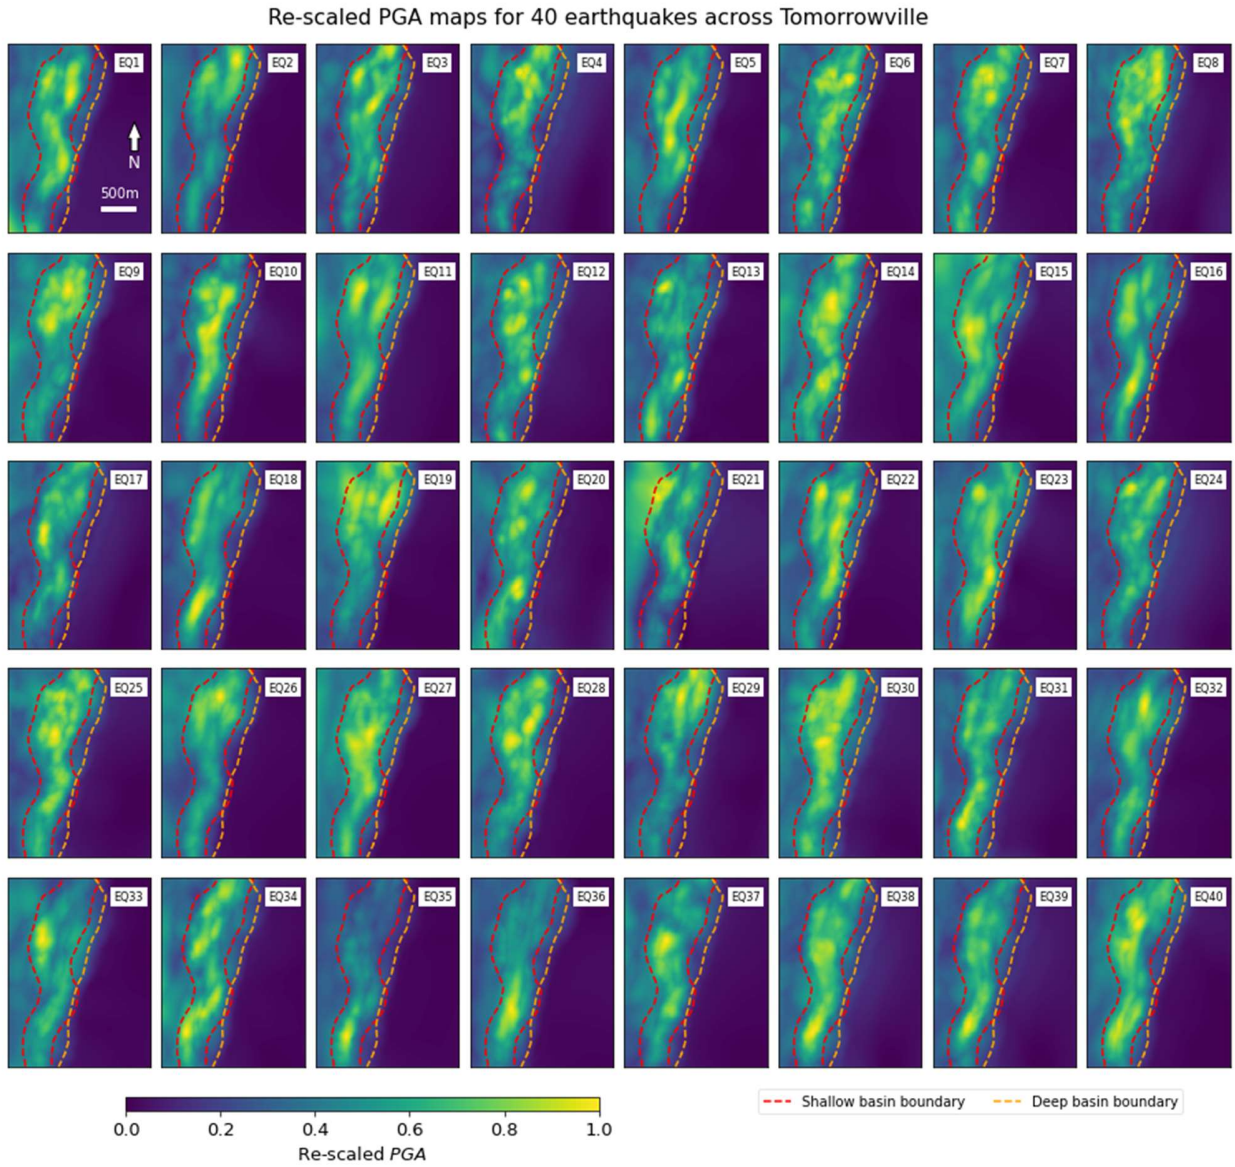 Re-scaled PGA maps for 40 earthquakes across Tomorrowville
EQ1 EQ2 EQ3 EQ4 EQ5 EQ6 EQ7 EQ8
N
500m
EQ9 EQ10 EQ11 EQ12 EQ13 EQ14 EQ15 EQ16
EQ17 EQ18 EQ19 EQ20 EQ21 EQ22 EQ23 EQ24
EQ25 EQ26 EQ27 EQ28 EQ29 EQ30 EQ31 EQ32
EQ33 EQ34 EQ35 EQ36 EQ37 EQ38 EQ39 EQ40
0.0 0.2 0.4 0.6 0.8 1.0
Re-scaled PGA
Shallow basin boundary Deep basin boundary